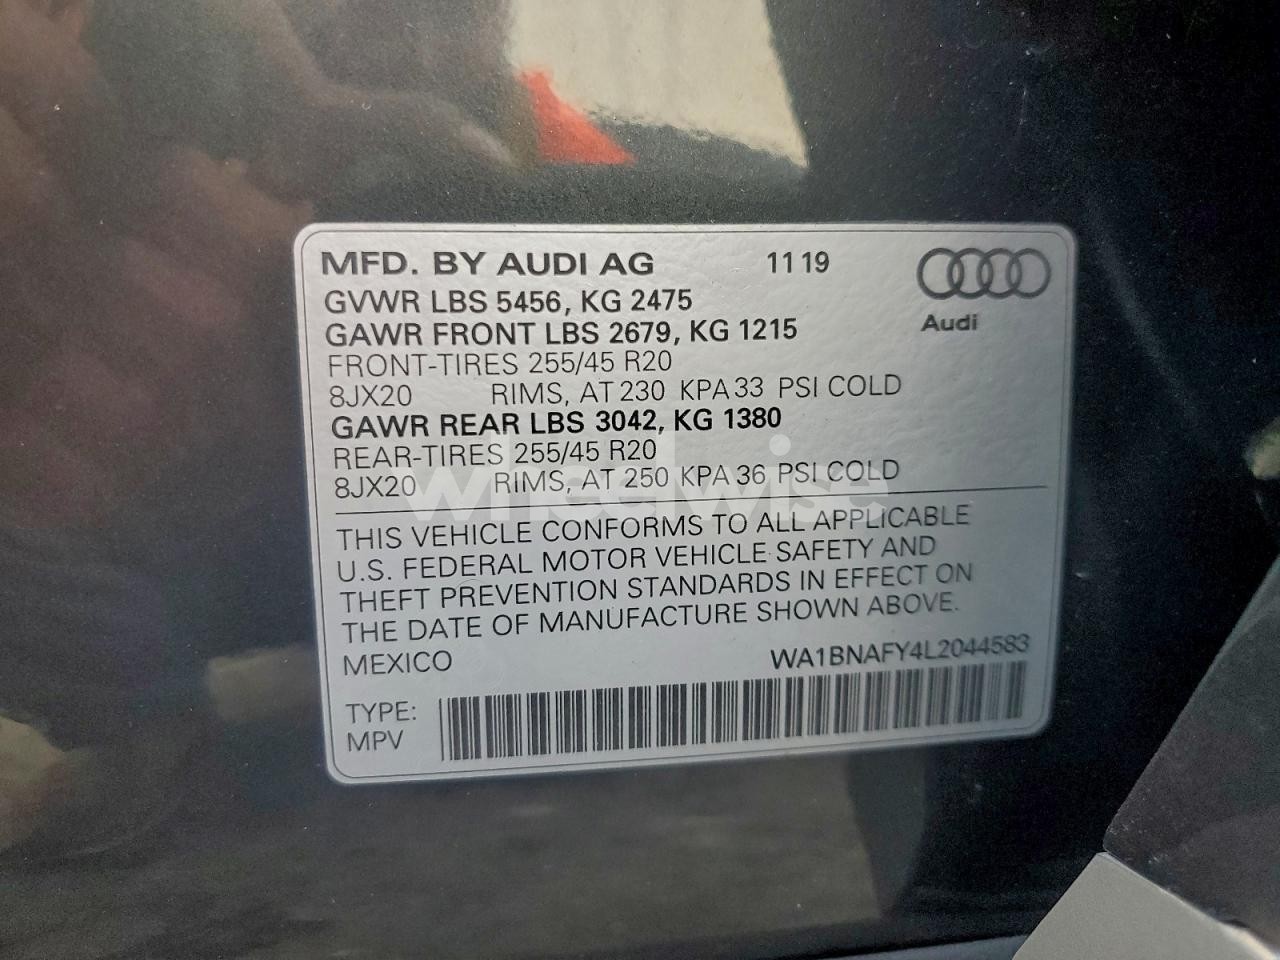 MFD. BY AUDI AG 11 19
GVWR LBS 5456, KG 2475
GAWR FRONT LBS 2679, KG 1215
Audi
FRONT-TIRES 255/45 R20
8JX20 RIMS, AT 230 KPA 33 PSI COLD
GAWR REAR LBS 3042, KG 1380
REAR-TIRES 255/45 R20
8JX20 RIMS, AT 250 KPA 36 PSI COLD
wheelwise
THIS VEHICLE CONFORMS TO ALL APPLICABLE
U.S. FEDERAL MOTOR VEHICLE SAFETY AND
THEFT PREVENTION STANDARDS IN EFFECT ON
THE DATE OF MANUFACTURE SHOWN ABOVE.
MEXICO WA1BNAFY4L2044583
TYPE:
MPV